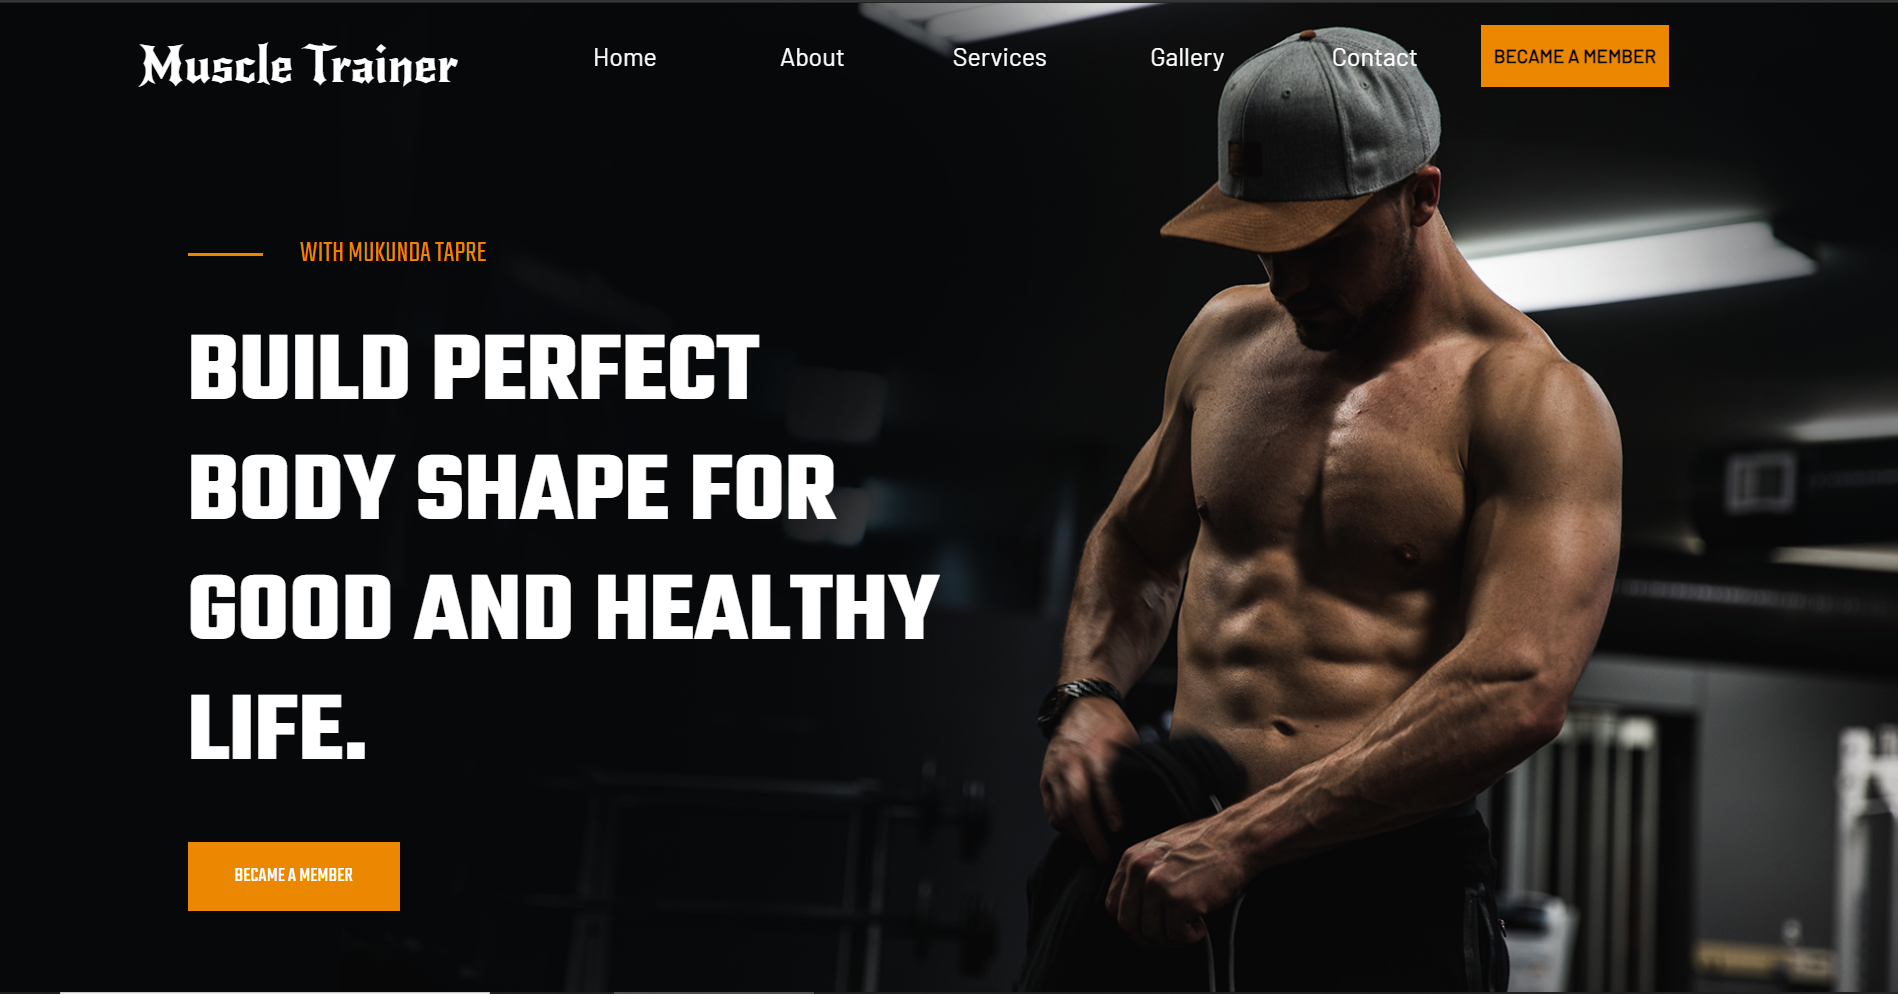 Muscle Trainer
Home
About
Services
Gallery
Contact
BECAME A MEMBER
WITH MUKUNDA TAPRE
BUILD PERFECT
BODY SHAPE FOR
GOOD AND HEALTHY
LIFE.
BECAME A MEMBER